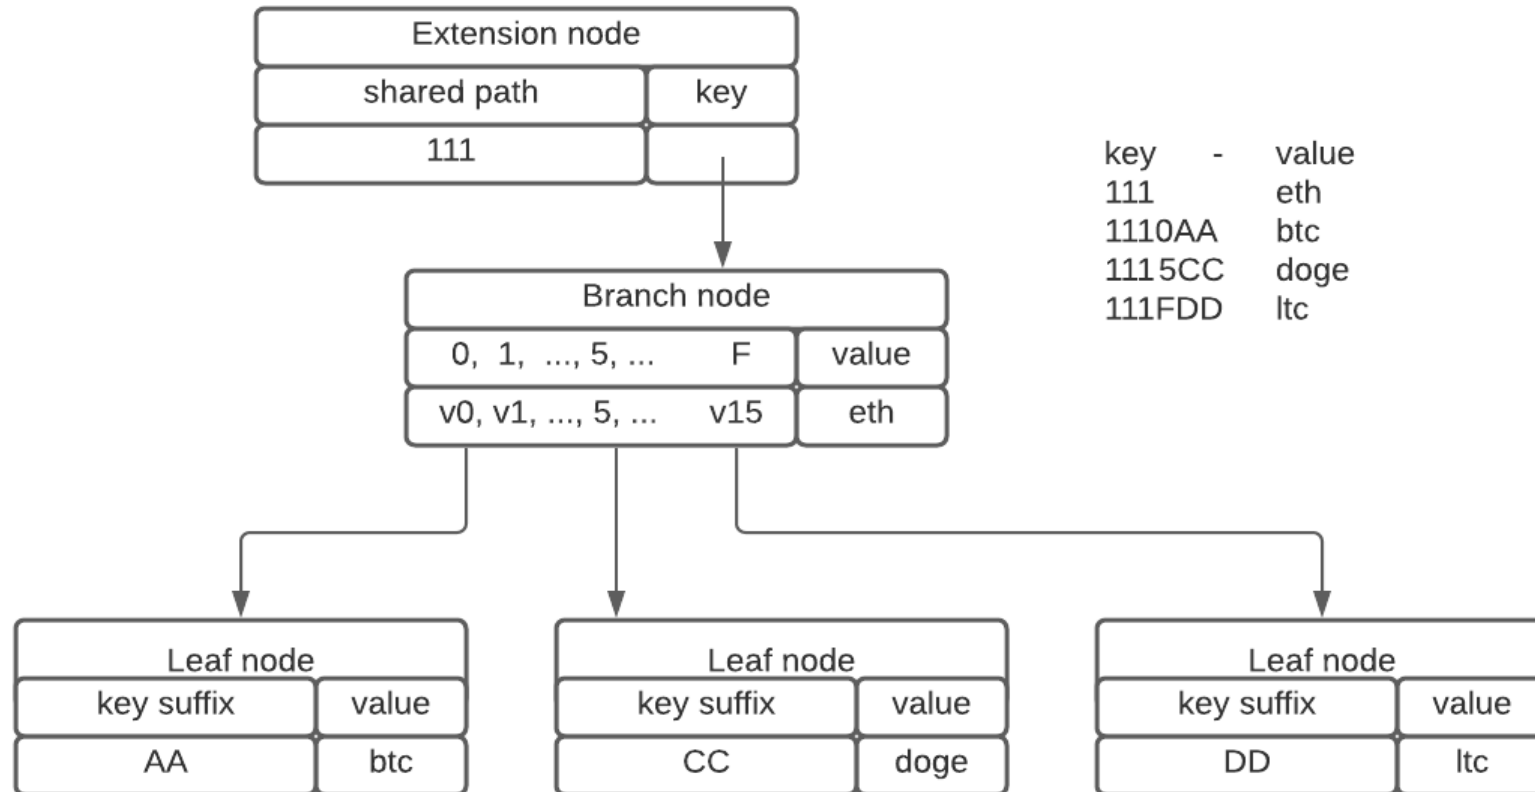 Extension node
shared path key
111
key - value
111 eth
1110AA btc
1115CC doge
111FDD ltc
Branch node
0, 1, ..., 5, ... F value
v0, v1, ..., 5, ... v15 eth
Leaf node
key suffix value
AA btc
Leaf node
key suffix value
CC doge
Leaf node
key suffix value
DD ltc